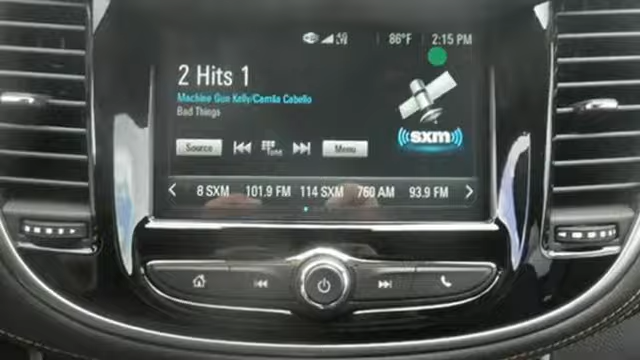 86°F 2:15 PM
2 Hits 1
Machine Gun Kelly/Camila Cabello
Bad Things
sxm
Source Tune Menu
8 SXM 101.9 FM 114 SXM 760 AM 93.9 FM